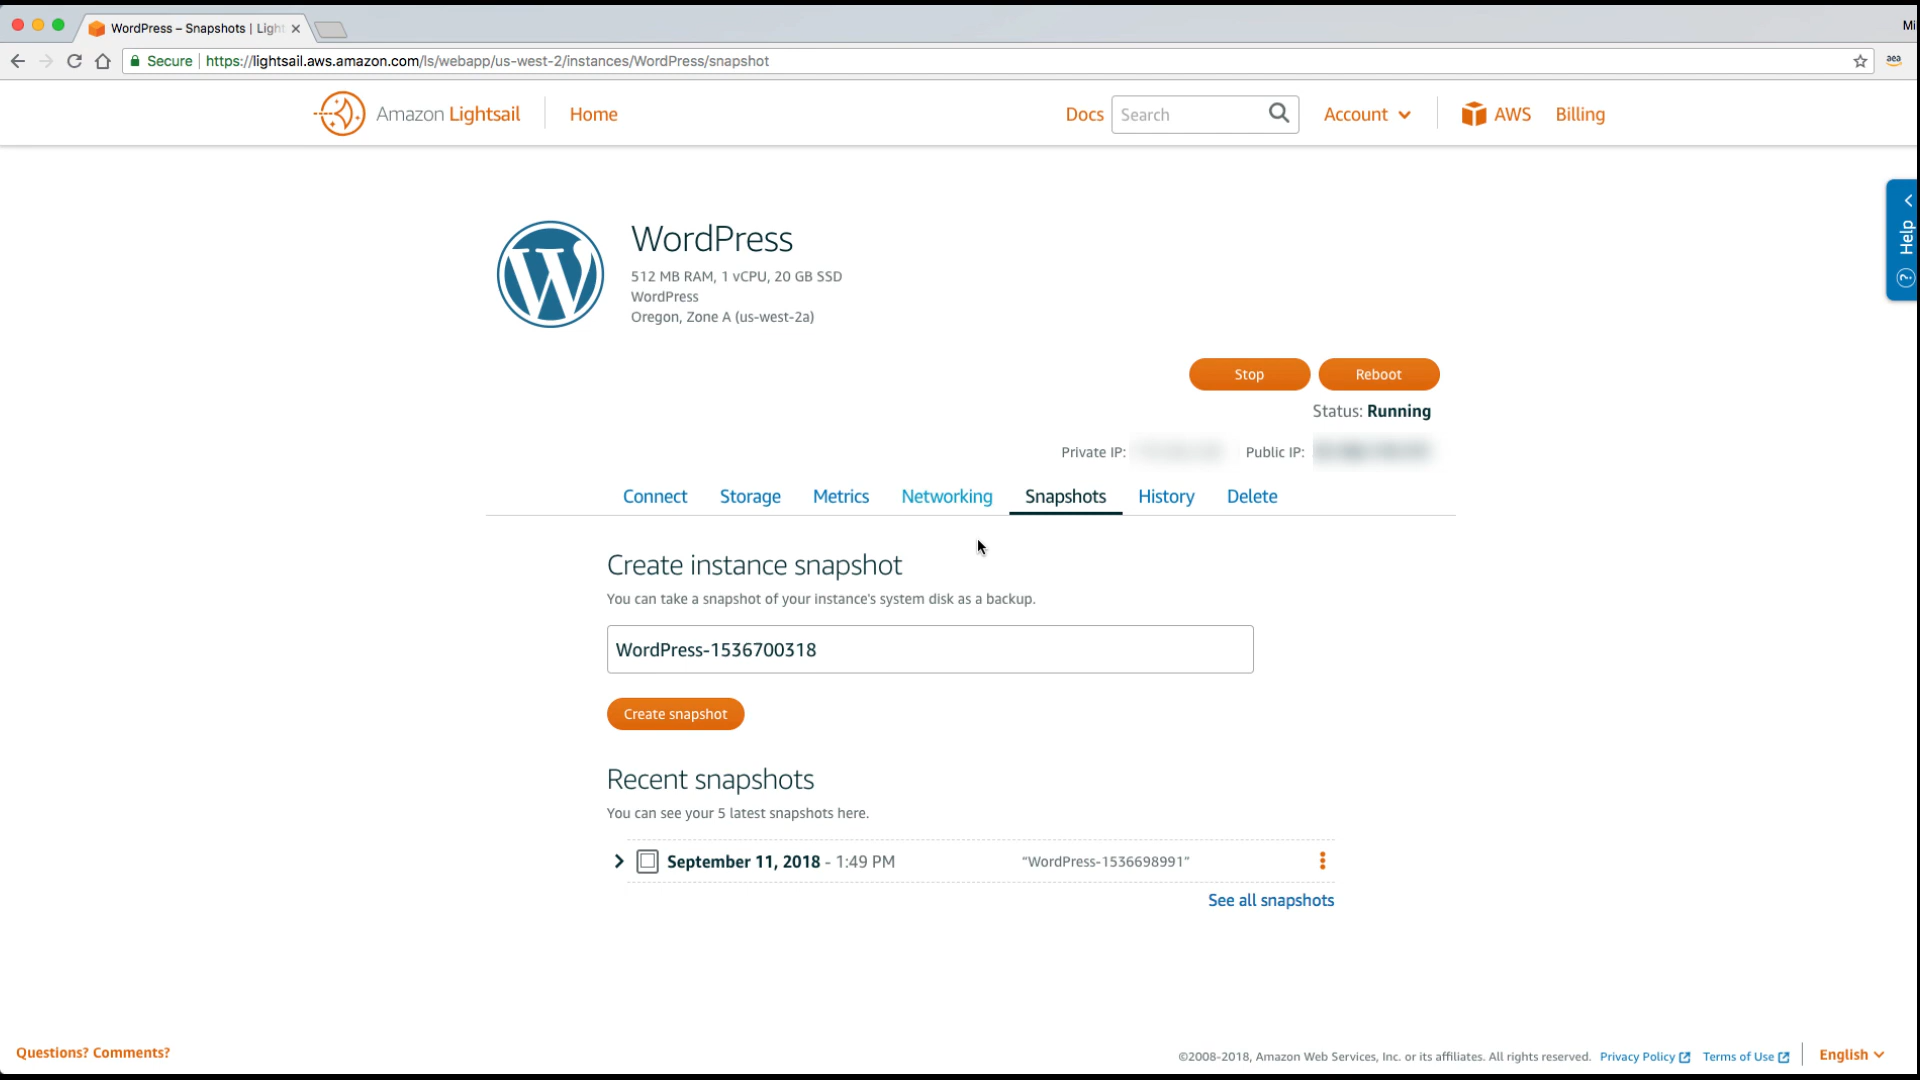 WordPress – Snapshots | Light
Mi
Secure | https://lightsail.aws.amazon.com/ls/webapp/us-west-2/instances/WordPress/snapshot
Amazon Lightsail
Home
Docs
Search
Account
AWS
Billing
Help
WordPress
512 MB RAM, 1 vCPU, 20 GB SSD
WordPress
Oregon, Zone A (us-west-2a)
Stop
Reboot
Status: Running
Private IP:
Public IP:
Connect
Storage
Metrics
Networking
Snapshots
History
Delete
Create instance snapshot
You can take a snapshot of your instance's system disk as a backup.
WordPress-1536700318
Create snapshot
Recent snapshots
You can see your 5 latest snapshots here.
September 11, 2018 - 1:49 PM
“WordPress-1536698991”
See all snapshots
Questions? Comments?
©2008-2018, Amazon Web Services, Inc. or its affiliates. All rights reserved.
Privacy Policy
Terms of Use
English